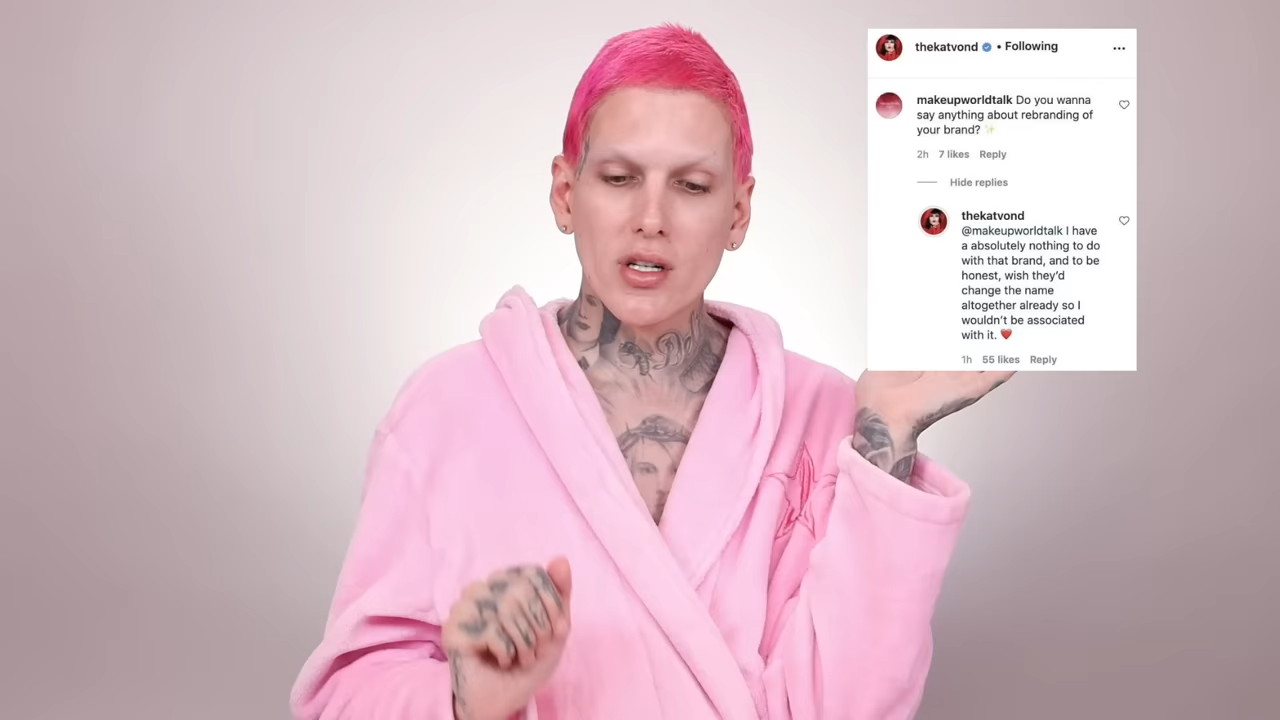 thekatvond • Following
makeupworldtalk Do you wanna
say anything about rebranding of
your brand? ✨
2h 7 likes Reply
Hide replies
thekatvond
@makeupworldtalk I have
a absolutely nothing to do
with that brand, and to be
honest, wish they'd
change the name
altogether already so I
wouldn't be associated
with it. ❤️
1h 55 likes Reply